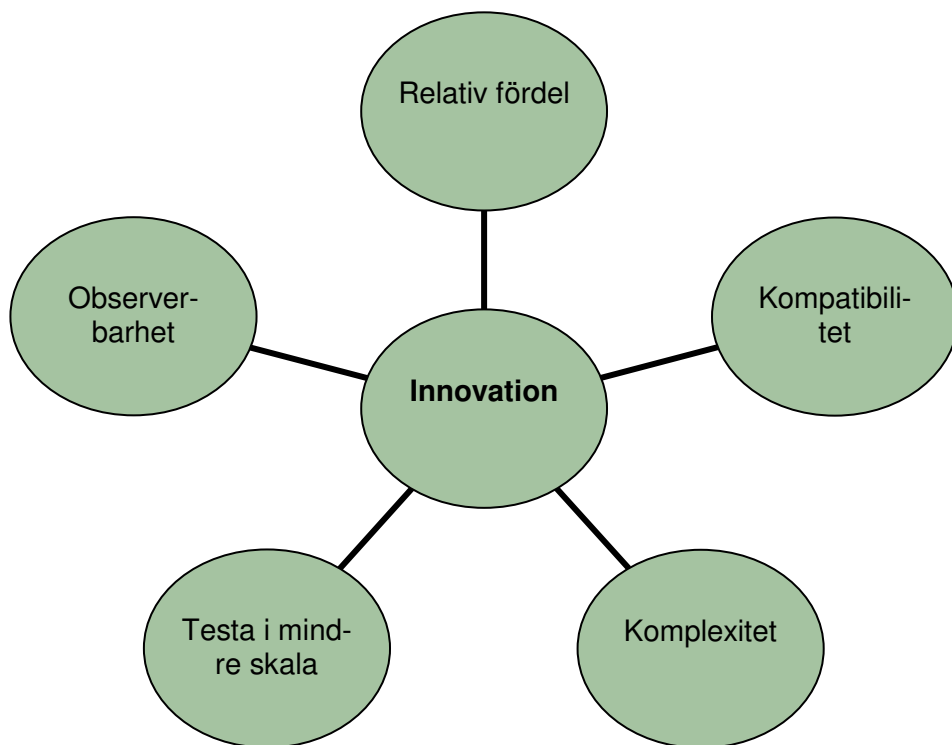 Relativ fördel
Observer-
barhet
Kompatibili-
tet
Innovation
Testa i mind-
re skala
Komplexitet